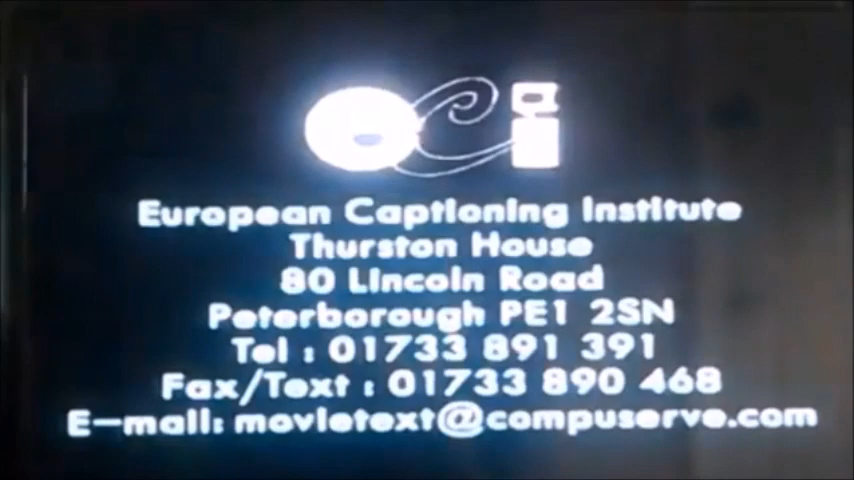 eci
European Captioning Institute
Thurston House
80 Lincoln Road
Peterborough PE1 2SN
Tel : 01733 891 391
Fax/Text : 01733 890 468
E-mail: movietext@compuserve.com